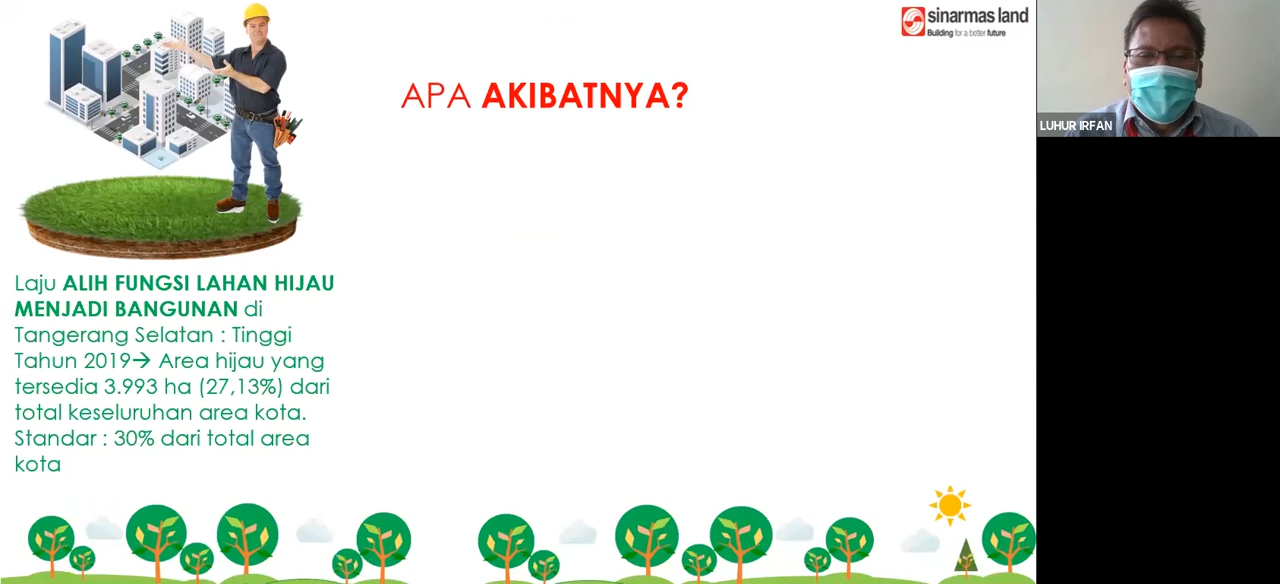 sinarmas land
Building for a better future
APA AKIBATNYA?
LUHUR IRFAN
Laju ALIH FUNGSI LAHAN HIJAU
MENJADI BANGUNAN di
Tangerang Selatan : Tinggi
Tahun 2019→ Area hijau yang
tersedia 3.993 ha (27,13%) dari
total keseluruhan area kota.
Standar : 30% dari total area
kota